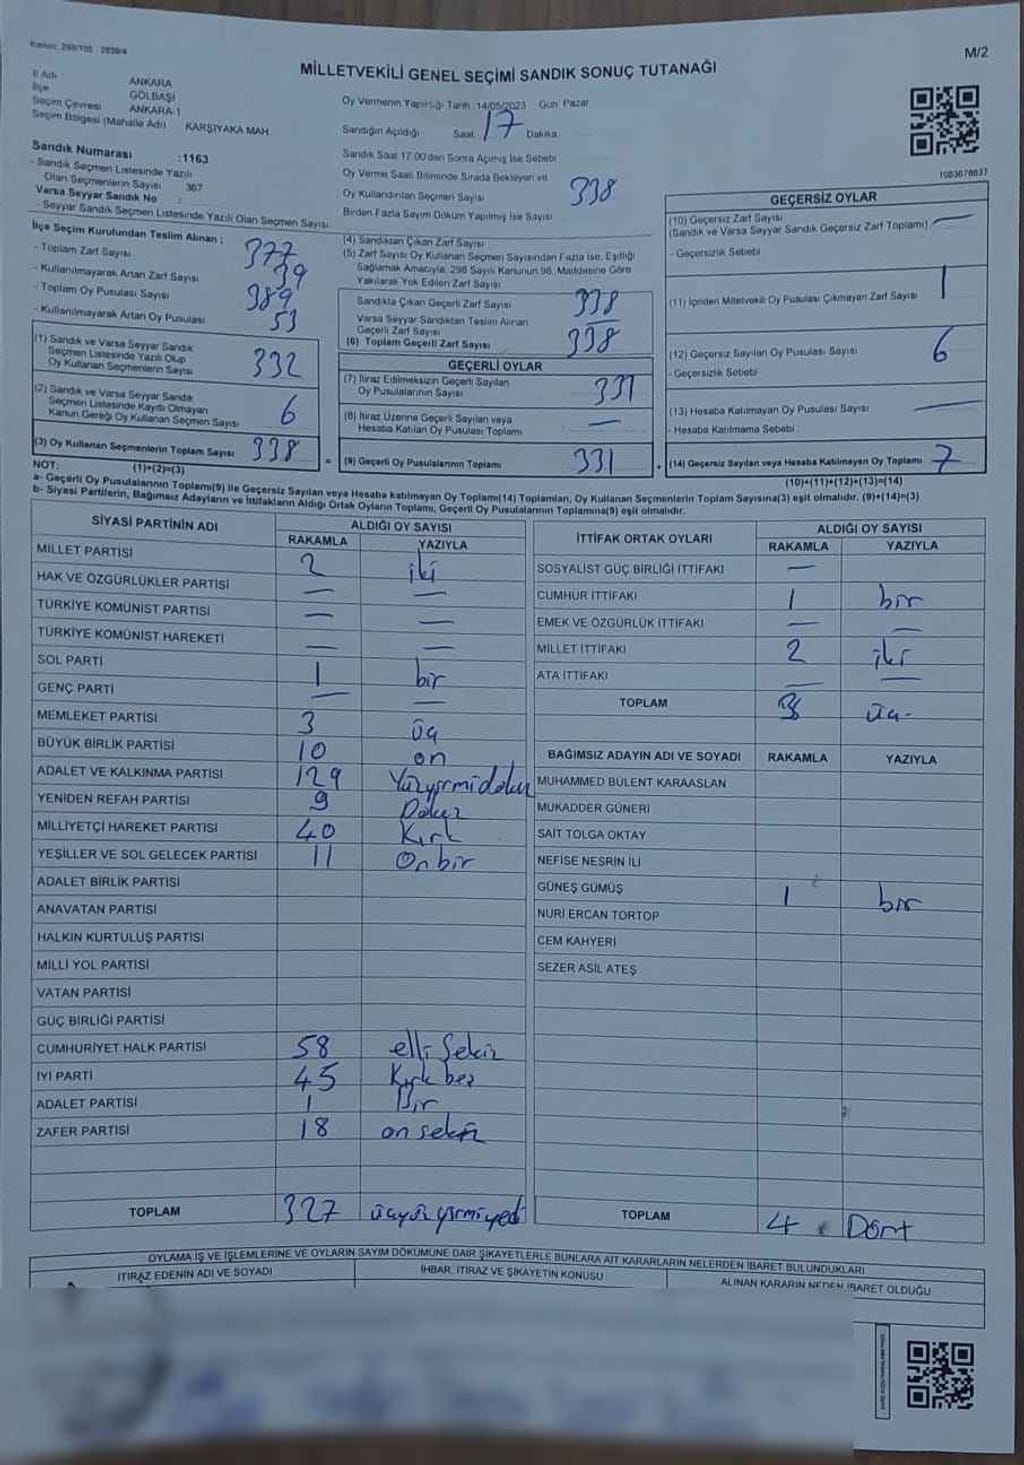 M/2
MİLLETVEKİLİ GENEL SEÇİMİ SANDIK SONUÇ TUTANAĞI
İl Adı ANKARA
İlçe GÖLBAŞI
Seçim Çevresi ANKARA-1
Seçim Bölgesi (Mahalle Adı) KARŞIYAKA MAH.
Oy Vermenin Yapıldığı Tarih :14/05/2023 Gün: Pazar
Sandığın Açıldığı Saat 17 Dakika
Sandık Numarası :1163
- Sandık Seçmen Listesinde Yazılı
Olan Seçmenlerin Sayısı 367
Varsa Seyyar Sandık No :
- Seyyar Sandık Seçmen Listesinde Yazılı Olan Seçmen Sayısı
Sandık Saat 17.00'den Sonra Açılmış İse Sebebi
Oy Verme Saati Bitiminde Sırada Bekleyen ve
Oy Kullandırılan Seçmen Sayısı 338
Birden Fazla Sayım Döküm Yapılmış İse Sayısı
1083078637
İlçe Seçim Kurulundan Teslim Alınan ;
- Toplam Zarf Sayısı 377
- Kullanılmayarak Artan Zarf Sayısı 39
- Toplam Oy Pusulası Sayısı 389
- Kullanılmayarak Artan Oy Pusulası 53
(1) Sandık ve Varsa Seyyar Sandık
Seçmen Listesinde Yazılı Olup
Oy Kullanan Seçmenlerin Sayısı 332
(2) Sandık ve Varsa Seyyar Sandık
Seçmen Listesinde Kayıtlı Olmayan
Kanun Gereği Oy Kullanan Seçmen Sayısı 6
(3) Oy Kullanan Seçmenlerin Toplam Sayısı 338
(1)+(2)=(3)
(4) Sandıktan Çıkan Zarf Sayısı
(5) Zarf Sayısı Oy Kullanan Seçmen Sayısından Fazla İse, Eşitliği
Sağlamak Amacıyla, 298 Sayılı Kanunun 98. Maddesine Göre
Yakılarak Yok Edilen Zarf Sayısı
Sandıkta Çıkan Geçerli Zarf Sayısı 338
Varsa Seyyar Sandıktan Teslim Alınan
Geçerli Zarf Sayısı
(6) Toplam Geçerli Zarf Sayısı 338
GEÇERLİ OYLAR
(7) İtiraz Edilmeksizin Geçerli Sayılan
Oy Pusulalarının Sayısı 331
(8) İtiraz Üzerine Geçerli Sayılan veya
Hesaba Katılan Oy Pusulası Toplamı —
= (9) Geçerli Oy Pusulalarının Toplamı 331
GEÇERSİZ OYLAR
(10) Geçersiz Zarf Sayısı —
(Sandık ve Varsa Seyyar Sandık Geçersiz Zarf Toplamı)
- Geçersizlik Sebebi
(11) İçinden Milletvekili Oy Pusulası Çıkmayan Zarf Sayısı 1
(12) Geçersiz Sayılan Oy Pusulası Sayısı 6
- Geçersizlik Sebebi
(13) Hesaba Katılmayan Oy Pusulası Sayısı —
- Hesaba Katılmama Sebebi :
+ (14) Geçersiz Sayılan veya Hesaba Katılmayan Oy Toplamı 7
(10)+(11)+(12)+(13)=(14)
NOT:
a- Geçerli Oy Pusulalarının Toplamı(9) ile Geçersiz Sayılan veya Hesaba katılmayan Oy Toplamı(14) Toplamları, Oy Kullanan Seçmenlerin Toplam Sayısına(3) eşit olmalıdır. (9)+(14)=(3)
b- Siyasi Partilerin, Bağımsız Adayların ve İttifakların Aldığı Ortak Oyların Toplamı, Geçerli Oy Pusulalarının Toplamına(9) eşit olmalıdır.
SİYASİ PARTİNİN ADI ALDIĞI OY SAYISI
RAKAMLA YAZIYLA
MİLLET PARTİSİ 2 iki
HAK VE ÖZGÜRLÜKLER PARTİSİ — —
TÜRKİYE KOMÜNİST PARTİSİ — —
TÜRKİYE KOMÜNİST HAREKETİ — —
SOL PARTİ 1 bir
GENÇ PARTİ — —
MEMLEKET PARTİSİ 3 üç
BÜYÜK BİRLİK PARTİSİ 10 on
ADALET VE KALKINMA PARTİSİ 129 Yüzyirmidokuz
YENİDEN REFAH PARTİSİ 9 Dokuz
MİLLİYETÇİ HAREKET PARTİSİ 40 Kırk
YEŞİLLER VE SOL GELECEK PARTİSİ 11 Onbir
ADALET BİRLİK PARTİSİ
ANAVATAN PARTİSİ
HALKIN KURTULUŞ PARTİSİ
MİLLİ YOL PARTİSİ
VATAN PARTİSİ
GÜÇ BİRLİĞİ PARTİSİ
CUMHURİYET HALK PARTİSİ 58 elli Sekiz
İYİ PARTİ 45 Kırk beş
ADALET PARTİSİ 1 Bir
ZAFER PARTİSİ 18 on sekiz
TOPLAM 327 üçyüzyirmiyedi
İTTİFAK ORTAK OYLARI ALDIĞI OY SAYISI
RAKAMLA YAZIYLA
SOSYALİST GÜÇ BİRLİĞİ İTTİFAKI —
CUMHUR İTTİFAKI 1 bir
EMEK VE ÖZGÜRLÜK İTTİFAKI — —
MİLLET İTTİFAKI 2 iki
ATA İTTİFAKI — —
TOPLAM 3 üç-
BAĞIMSIZ ADAYIN ADI VE SOYADI RAKAMLA YAZIYLA
MUHAMMED BÜLENT KARAASLAN
MUKADDER GÜNERİ
SAİT TOLGA OKTAY
NEFİSE NESRİN İLİ
GÜNEŞ GÜMÜŞ 1 bir
NURİ ERCAN TORTOP
CEM KAHYERİ
SEZER ASİL ATEŞ
TOPLAM 4 Dört
OYLAMA İŞ VE İŞLEMLERİNE VE OYLARIN SAYIM DÖKÜMÜNE DAİR ŞİKAYETLERLE BUNLARA AİT KARARLARIN NELERDEN İBARET BULUNDUKLARI
İTİRAZ EDENİN ADI VE SOYADI İHBAR, İTİRAZ VE ŞİKAYETİN KONUSU ALINAN KARARIN NEDEN İBARET OLDUĞU